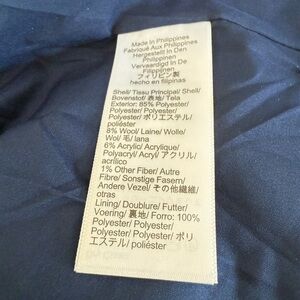 Made In Philippines
Fabriqué Aux Philippines
Hergestellt In Den
Philippinen
Vervaardigd In De
Filippijnen
フィリピン製
hecho en filipinas
Shell/ Tissu Principal/ Shell/
Bovenstof/ 表地/ Tela
Exterior: 85% Polyester/
Polyester/ Polyester/
Polyester/ ポリエステル/
poliéster
8% Wool/ Laine/ Wolle/
Wol/ 毛/ lana
6% Acrylic/ Acrylique/
Polyacryl/ Acryl/ アクリル/
acrílico
1% Other Fiber/ Autre
Fibre/ Sonstige Fasern/
Andere Vezel/ その他繊維/
otras
Lining/ Doublure/ Futter/
Voering/ 裏地/ Forro: 100%
Polyester/ Polyester/
Polyester/ Polyester/ ポリ
エステル/ poliéster